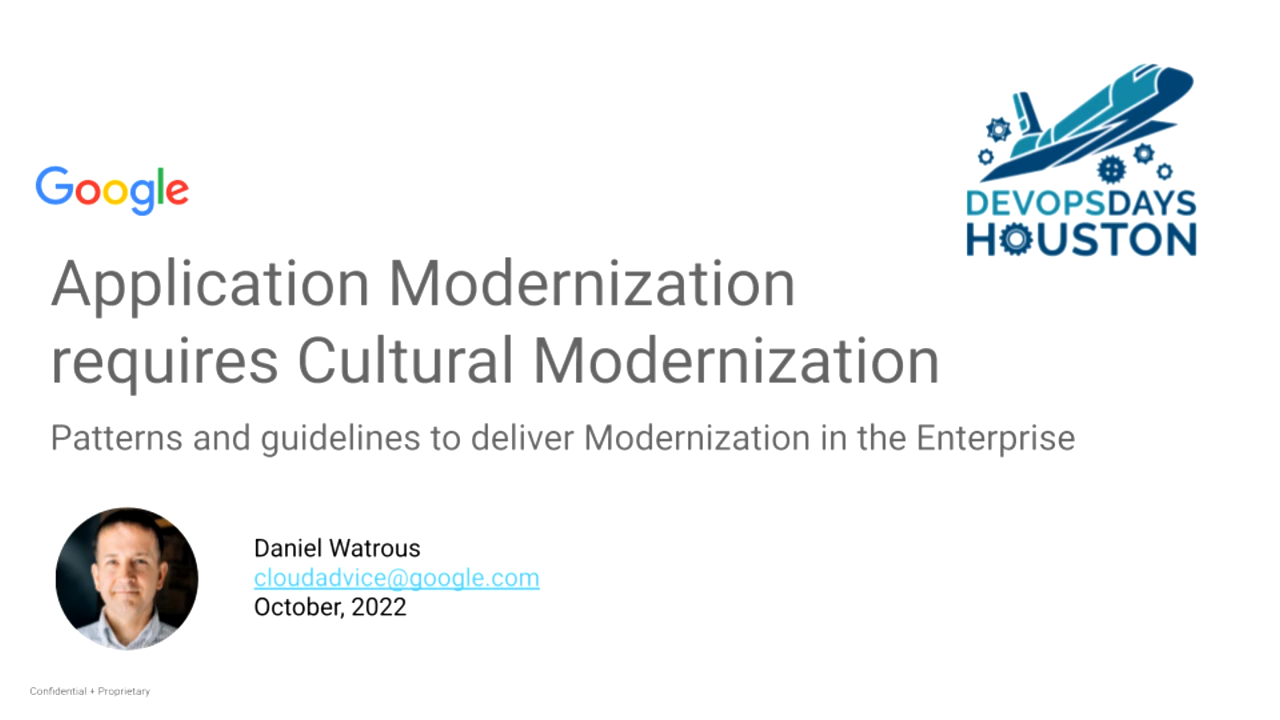 DEVOPSDAYS
HOUSTON
Google
Application Modernization
requires Cultural Modernization
Patterns and guidelines to deliver Modernization in the Enterprise
Daniel Watrous
cloudadvice@google.com
October, 2022
Confidential + Proprietary